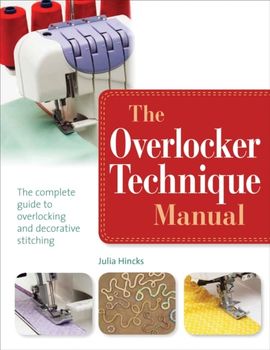 The
Overlocker
Technique
Manual
The complete
guide to
overlocking
and decorative
stitching
Julia Hincks